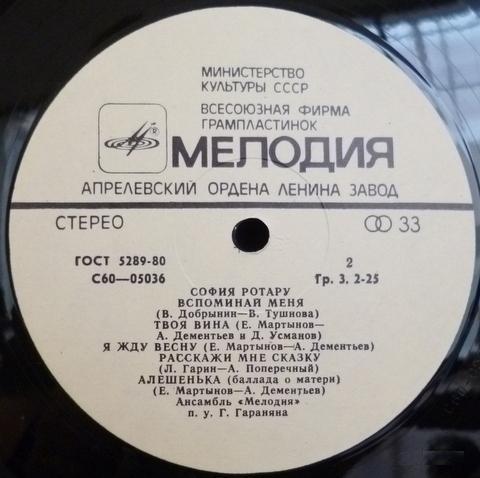 МИНИСТЕРСТВО
КУЛЬТУРЫ СССР
ВСЕСОЮЗНАЯ ФИРМА
ГРАМПЛАСТИНОК
МЕЛОДИЯ
АПРЕЛЕВСКИЙ ОРДЕНА ЛЕНИНА ЗАВОД
СТЕРЕО 33
ГОСТ 5289-80 2
С60—05036 Гр. 3. 2-25
СОФИЯ РОТАРУ
ВСПОМИНАЙ МЕНЯ
(В. Добрынин—В. Тушнова)
ТВОЯ ВИНА (Е. Мартынов—
А. Дементьев и Д. Усманов)
Я ЖДУ ВЕСНУ (Е. Мартынов—А. Дементьев)
РАССКАЖИ МНЕ СКАЗКУ
(Л. Гарин—А. Поперечный)
АЛЕШЕНЬКА (баллада о матери)
(Е. Мартынов—А. Дементьев)
Ансамбль «Мелодия»
п. у. Г. Гараняна